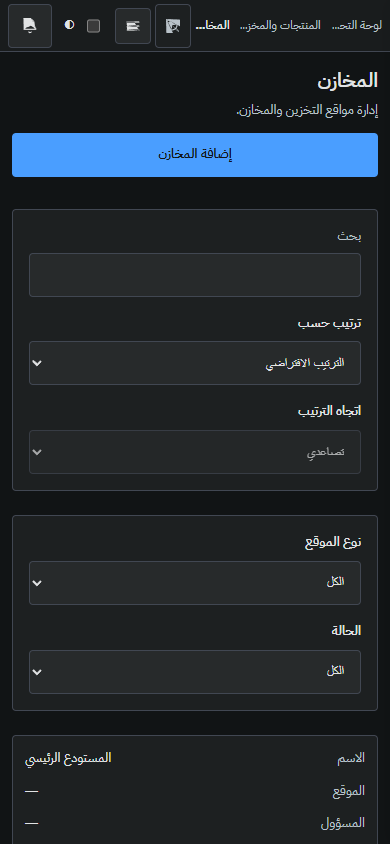 لوحة التحـ... المنتجات والمخز... المخا...
المخازن
إدارة مواقع التخزين والمخازن.
إضافة المخازن
بحث
ترتيب حسب
الترتيب الافتراضي
اتجاه الترتيب
تصاعدي
نوع الموقع
الكل
الحالة
الكل
الاسم المستودع الرئيسي
الموقع —
المسؤول —